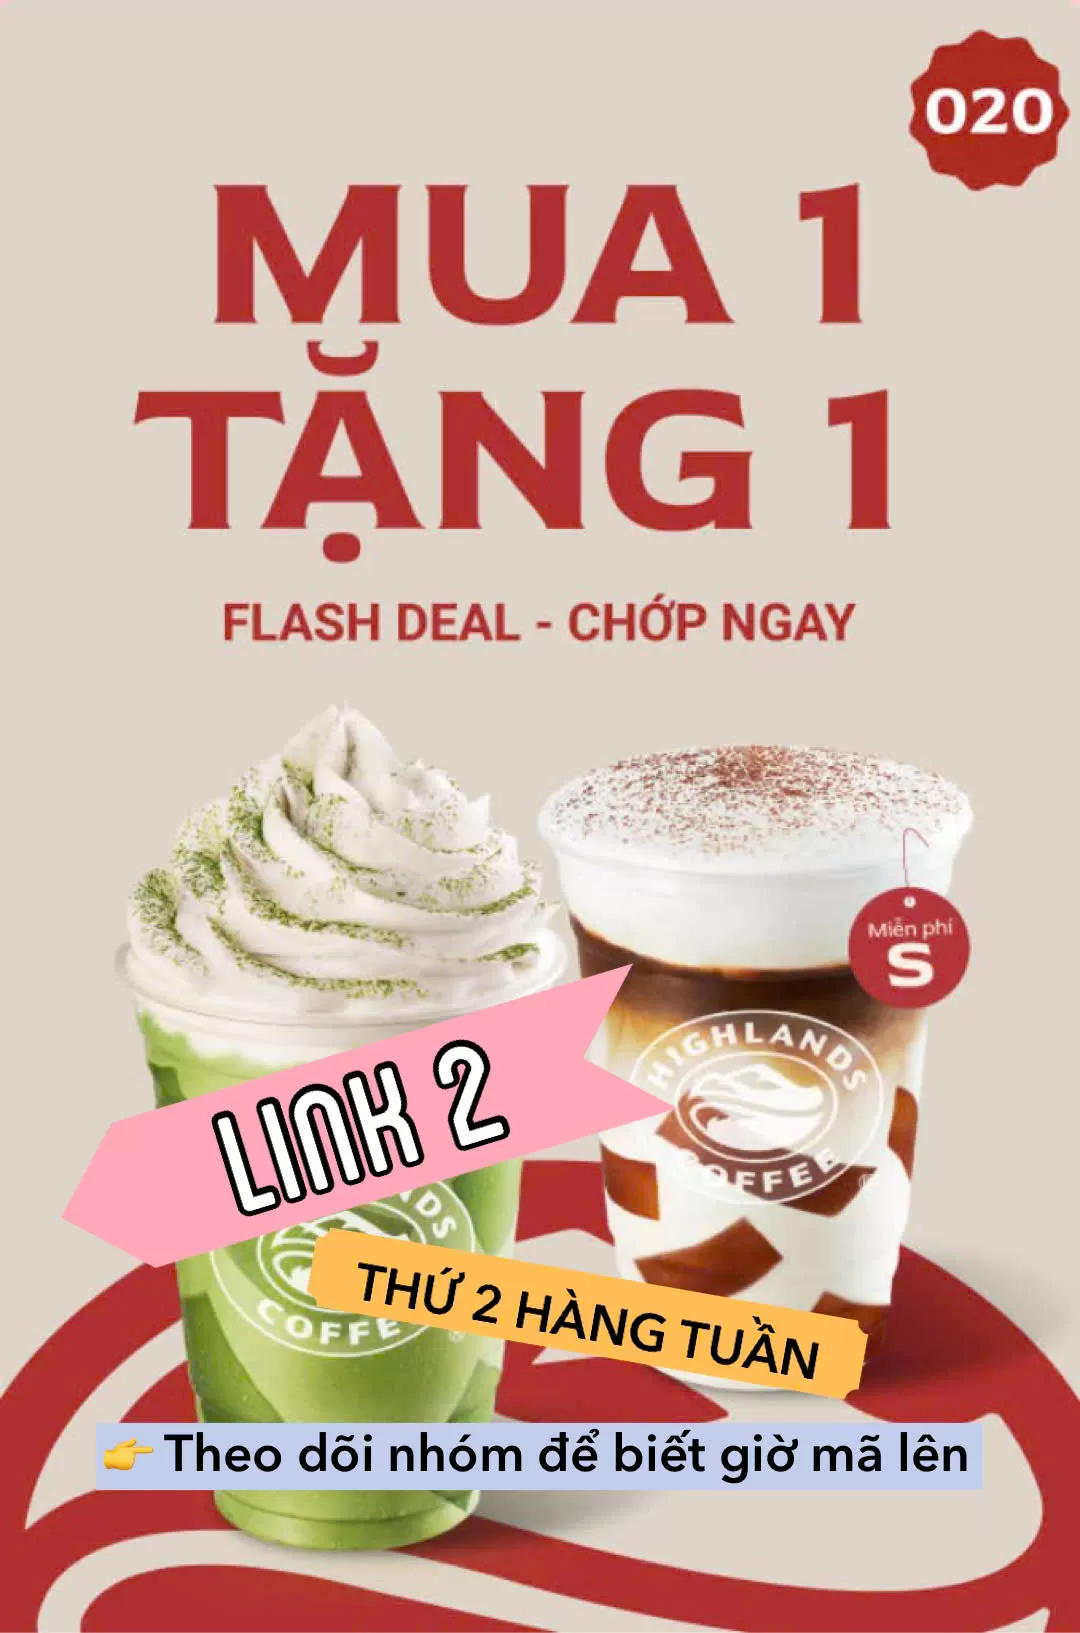 020
MUA 1
TẶNG 1
FLASH DEAL - CHỚP NGAY
Miễn phí
S
HIGHLANDS
COFFEE
LINK 2
COFFE
THỨ 2 HÀNG TUẦN
👉 Theo dõi nhóm để biết giờ mã lên